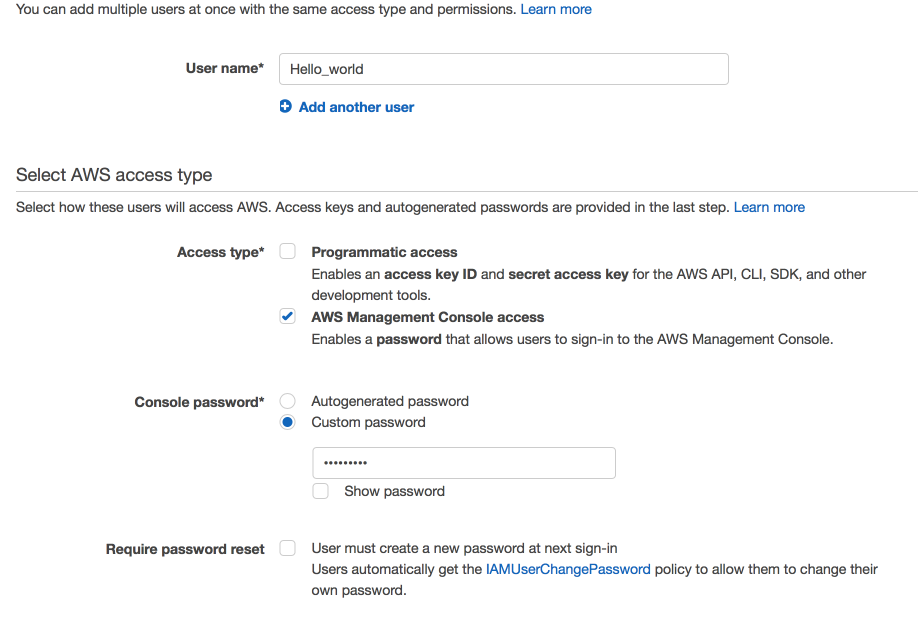 You can add multiple users at once with the same access type and permissions. Learn more
User name* Hello_world
Add another user
Select AWS access type
Select how these users will access AWS. Access keys and autogenerated passwords are provided in the last step. Learn more
Access type* Programmatic access
Enables an access key ID and secret access key for the AWS API, CLI, SDK, and other
development tools.
AWS Management Console access
Enables a password that allows users to sign-in to the AWS Management Console.
Console password* Autogenerated password
Custom password
•••••••••
Show password
Require password reset User must create a new password at next sign-in
Users automatically get the IAMUserChangePassword policy to allow them to change their
own password.